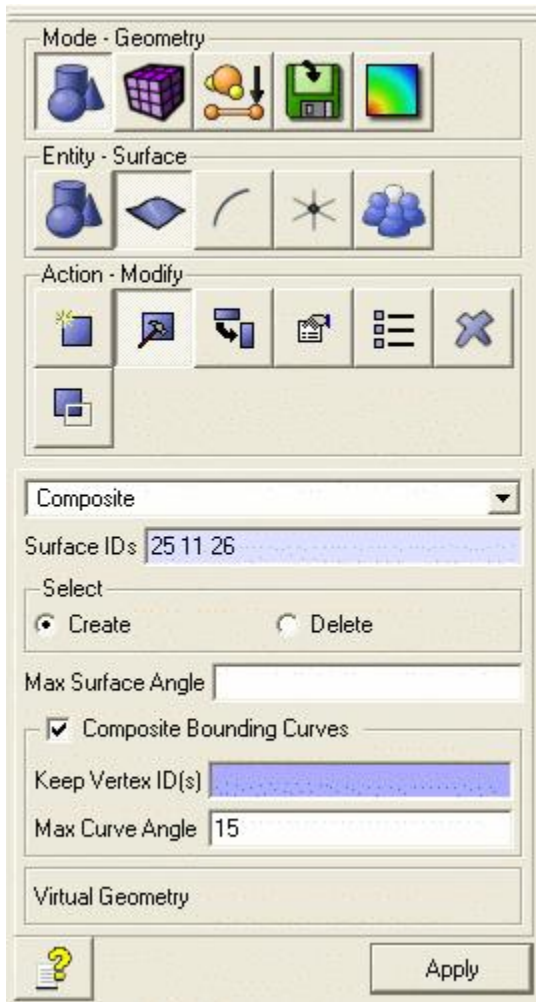 Mode - Geometry
Entity - Surface
Action - Modify
Composite
Surface IDs 25 11 26
Select
Create Delete
Max Surface Angle
Composite Bounding Curves
Keep Vertex ID(s)
Max Curve Angle 15
Virtual Geometry
Apply